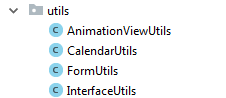 utils
C AnimationViewUtils
C CalendarUtils
C FormUtils
C InterfaceUtils